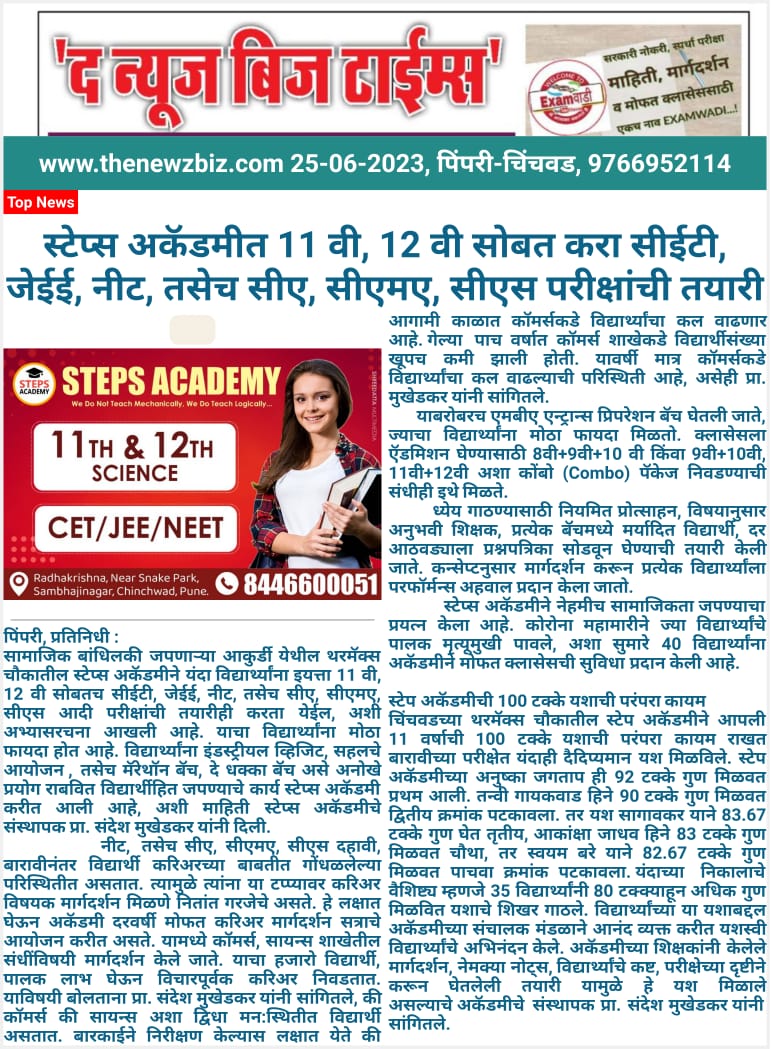 'द न्यूज बिज टाईम्स'
सरकारी नोकरी, स्पर्धा परीक्षा
माहिती, मार्गदर्शन
व मोफत क्लासेससाठी
एकच नाव EXAMWADI...!
WELCOME TO
Examवाडी
www.thenewzbiz.com 25-06-2023, पिंपरी-चिंचवड, 9766952114
Top News
स्टेप्स अकॅडमीत 11 वी, 12 वी सोबत करा सीईटी,
जेईई, नीट, तसेच सीए, सीएमए, सीएस परीक्षांची तयारी
STEPS
ACADEMY
STEPS ACADEMY
We Do Not Teach Mechanically, We Do Teach Logically...
11TH & 12TH
SCIENCE
CET/JEE/NEET
Radhakrishna, Near Snake Park,
Sambhajinagar, Chinchwad, Pune.
8446600051
SHREEDATTA MULTIMEDIA
पिंपरी, प्रतिनिधी :
सामाजिक बांधिलकी जपणाऱ्या आकुर्डी येथील थरमॅक्स
चौकातील स्टेप्स अकॅडमीने यंदा विद्यार्थ्यांना इयत्ता 11 वी,
12 वी सोबतच सीईटी, जेईई, नीट, तसेच सीए, सीएमए,
सीएस आदी परीक्षांची तयारीही करता येईल, अशी
अभ्यासरचना आखली आहे. याचा विद्यार्थ्यांना मोठा
फायदा होत आहे. विद्यार्थ्यांना इंडस्ट्रीयल व्हिजिट, सहलचे
आयोजन , तसेच मॅरेथॉन बॅच, दे धक्का बॅच असे अनोखे
प्रयोग राबवित विद्यार्थीहित जपण्याचे कार्य स्टेप्स अकॅडमी
करीत आली आहे, अशी माहिती स्टेप्स अकॅडमीचे
संस्थापक प्रा. संदेश मुखेडकर यांनी दिली.
नीट, तसेच सीए, सीएमए, सीएस दहावी,
बारावीनंतर विद्यार्थी करिअरच्या बाबतीत गोंधळलेल्या
परिस्थितीत असतात. त्यामुळे त्यांना या टप्प्यावर करिअर
विषयक मार्गदर्शन मिळणे नितांत गरजेचे असते. हे लक्षात
घेऊन अकॅडमी दरवर्षी मोफत करिअर मार्गदर्शन सत्राचे
आयोजन करीत असते. यामध्ये कॉमर्स, सायन्स शाखेतील
संधींविषयी मार्गदर्शन केले जाते. याचा हजारो विद्यार्थी,
पालक लाभ घेऊन विचारपूर्वक करिअर निवडतात.
याविषयी बोलताना प्रा. संदेश मुखेडकर यांनी सांगितले, की
कॉमर्स की सायन्स अशा द्विधा मन:स्थितीत विद्यार्थी
असतात. बारकाईने निरीक्षण केल्यास लक्षात येते की
आगामी काळात कॉमर्सकडे विद्यार्थ्यांचा कल वाढणार
आहे. गेल्या पाच वर्षात कॉमर्स शाखेकडे विद्यार्थीसंख्या
खूपच कमी झाली होती. यावर्षी मात्र कॉमर्सकडे
विद्यार्थ्यांचा कल वाढल्याची परिस्थिती आहे, असेही प्रा.
मुखेडकर यांनी सांगितले.
याबरोबरच एमबीए एन्ट्रान्स प्रिपरेशन बॅच घेतली जाते,
ज्याचा विद्यार्थ्यांना मोठा फायदा मिळतो. क्लासेसला
ऍडमिशन घेण्यासाठी 8वी+9वी+10 वी किंवा 9वी+10वी,
11वी+12वी अशा कोंबो (Combo) पॅकेज निवडण्याची
संधीही इथे मिळते.
ध्येय गाठण्यासाठी नियमित प्रोत्साहन, विषयानुसार
अनुभवी शिक्षक, प्रत्येक बॅचमध्ये मर्यादित विद्यार्थी, दर
आठवड्याला प्रश्नपत्रिका सोडवून घेण्याची तयारी केली
जाते. कन्सेप्टनुसार मार्गदर्शन करून प्रत्येक विद्यार्थ्यांला
परफॉर्मन्स अहवाल प्रदान केला जातो.
स्टेप्स अकॅडमीने नेहमीच सामाजिकता जपण्याचा
प्रयत्न केला आहे. कोरोना महामारीने ज्या विद्यार्थ्यांचे
पालक मृत्यूमुखी पावले, अशा सुमारे 40 विद्यार्थ्यांना
अकॅडमीने मोफत क्लासेसची सुविधा प्रदान केली आहे.
स्टेप अकॅडमीची 100 टक्के यशाची परंपरा कायम
चिंचवडच्या थरमॅक्स चौकातील स्टेप अकॅडमीने आपली
11 वर्षाची 100 टक्के यशाची परंपरा कायम राखत
बारावीच्या परीक्षेत यंदाही दैदिप्यमान यश मिळविले. स्टेप
अकॅडमीच्या अनुष्का जगताप ही 92 टक्के गुण मिळवत
प्रथम आली. तन्वी गायकवाड हिने 90 टक्के गुण मिळवत
द्वितीय क्रमांक पटकावला. तर यश सागावकर याने 83.67
टक्के गुण घेत तृतीय, आकांक्षा जाधव हिने 83 टक्के गुण
मिळवत चौथा, तर स्वयम बरे याने 82.67 टक्के गुण
मिळवत पाचवा क्रमांक पटकावला. यंदाच्या निकालाचे
वैशिष्ट्य म्हणजे 35 विद्यार्थ्यांनी 80 टक्क्याहून अधिक गुण
मिळवित यशाचे शिखर गाठले. विद्यार्थ्यांच्या या यशाबद्दल
अकॅडमीच्या संचालक मंडळाने आनंद व्यक्त करीत यशस्वी
विद्यार्थ्यांचे अभिनंदन केले. अकॅडमीच्या शिक्षकांनी केलेले
मार्गदर्शन, नेमक्या नोट्स, विद्यार्थ्यांचे कष्ट, परीक्षेच्या दृष्टीने
करून घेतलेली तयारी यामुळे हे यश मिळाले
असल्याचे अकॅडमीचे संस्थापक प्रा. संदेश मुखेडकर यांनी
सांगितले.